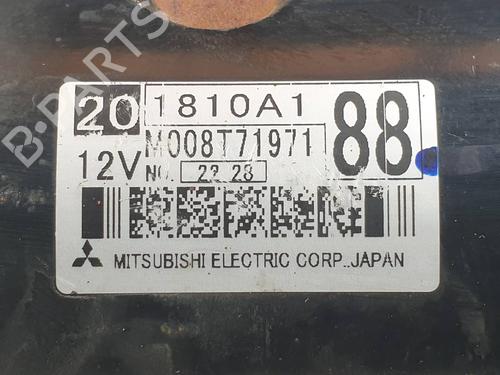 B-PARTS
20 1810A1 88
M008T71971
12V NO. 22 28
MITSUBISHI ELECTRIC CORP., JAPAN